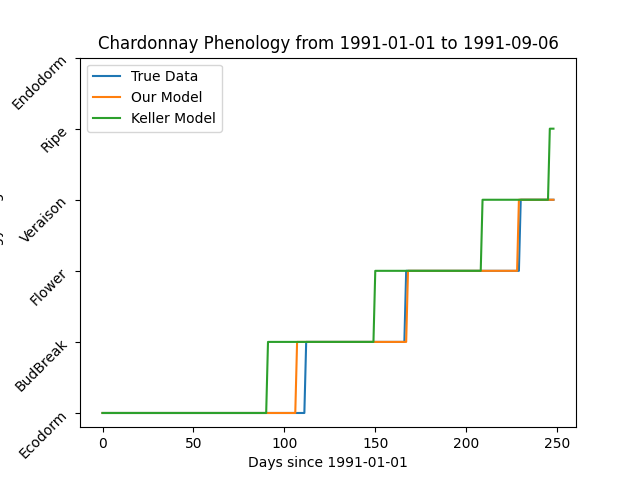 Chardonnay Phenology from 1991-01-01 to 1991-09-06
True Data
Our Model
Keller Model
Endodorm
Ripe
Veraison
Flower
BudBreak
Ecodorm
0 50 100 150 200 250
Days since 1991-01-01